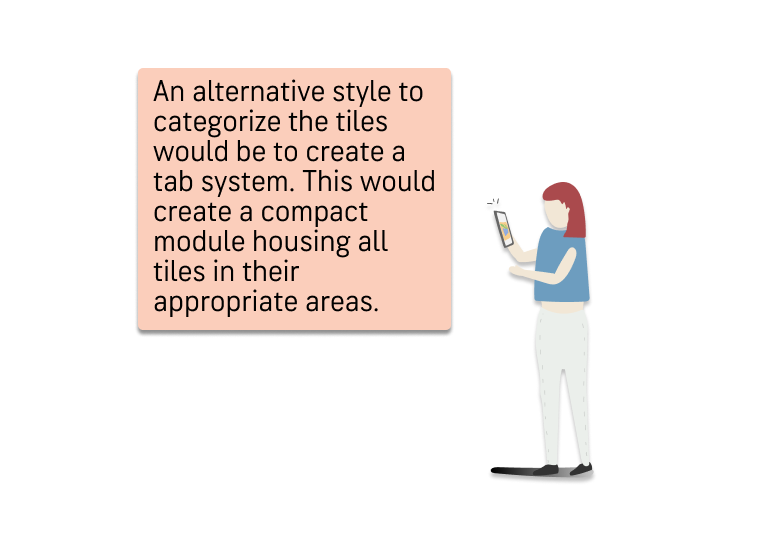 An alternative style to
categorize the tiles
would be to create a
tab system. This would
create a compact
module housing all
tiles in their
appropriate areas.